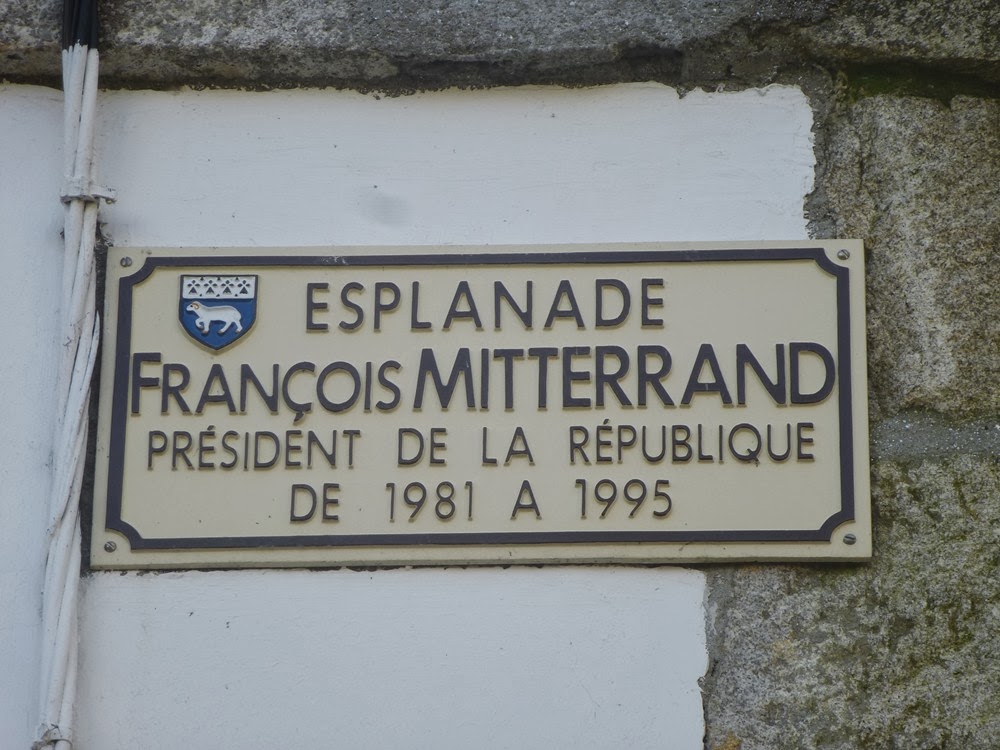 ESPLANADE
FRANÇOIS MITTERRAND
PRÉSIDENT DE LA RÉPUBLIQUE
DE 1981 A 1995